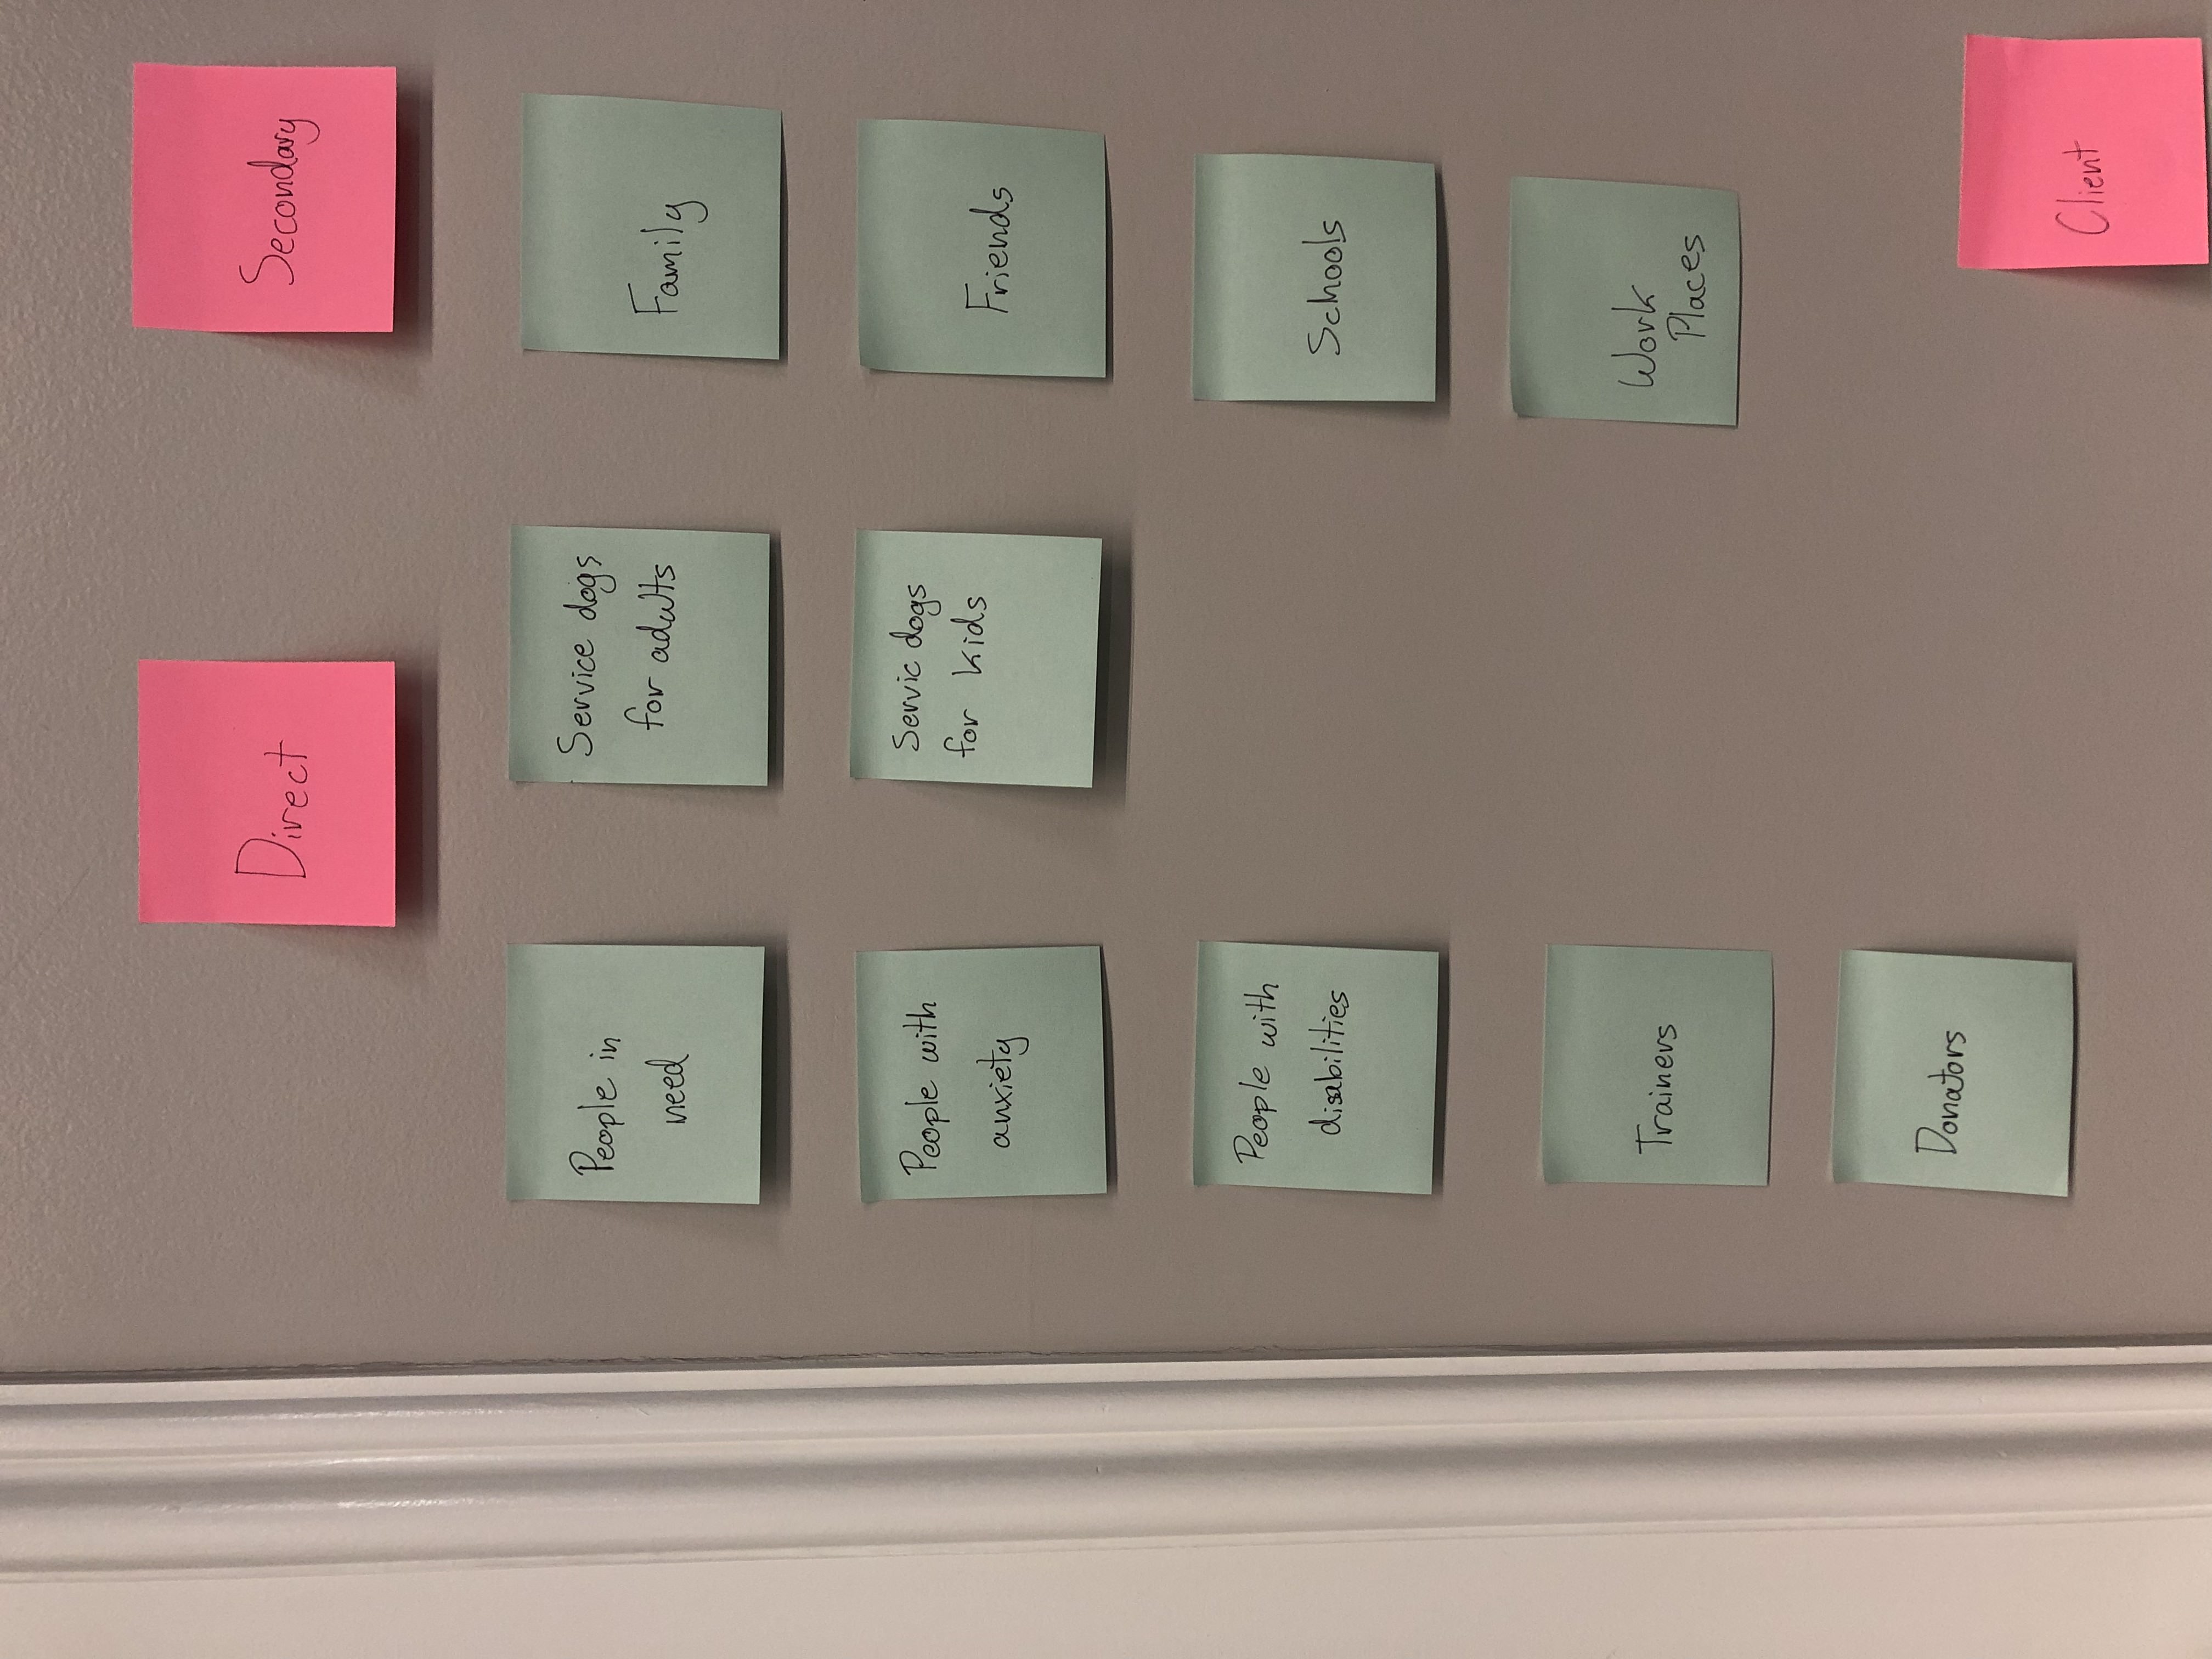 Direct
Secondary
People in
need
Service dogs
for adults
Family
People with
anxiety
Servic dogs
for kids
Friends
People with
disabilities
Schools
Trainers
Work
Places
Donators
Client